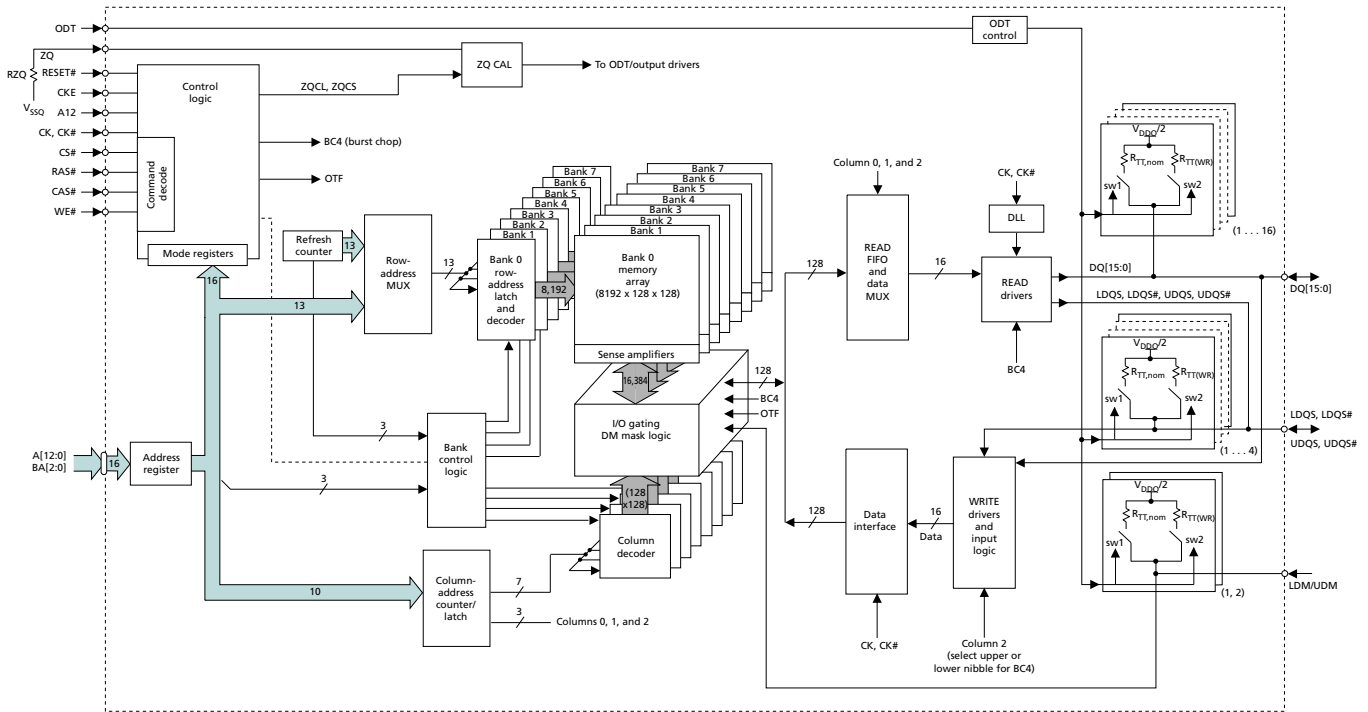 ODT
ODT
control
ZQ
RZQ
VSSQ
RESET#
CKE
A12
CK, CK#
CS#
RAS#
CAS#
WE#
Control
logic
Command
decode
Mode registers
ZQCL, ZQCS
ZQ CAL
To ODT/output drivers
BC4 (burst chop)
OTF
16
13
Refresh
counter
13
Row-
address
MUX
13
Bank 7
Bank 6
Bank 5
Bank 4
Bank 3
Bank 2
Bank 1
Bank 0
row-
address
latch
and
decoder
8,192
Bank 7
Bank 6
Bank 5
Bank 4
Bank 3
Bank 2
Bank 1
Bank 0
memory
array
(8192 x 128 x 128)
Sense amplifiers
16,384
I/O gating
DM mask logic
128
BC4
OTF
(128
x128)
Column
decoder
3
3
Bank
control
logic
A[12:0]
BA[2:0]
16
Address
register
10
Column-
address
counter/
latch
7
3
Columns 0, 1, and 2
Column 0, 1, and 2
128
READ
FIFO
and
data
MUX
16
CK, CK#
DLL
READ
drivers
BC4
DQ[15:0]
LDQS, LDQS#, UDQS, UDQS#
128
Data
interface
16
Data
WRITE
drivers
and
input
logic
CK, CK#
Column 2
(select upper or
lower nibble for BC4)
VDDQ/2
RTT,nom
RTT(WR)
sw1
sw2
(1 . . . 16)
DQ[15:0]
VDDQ/2
RTT,nom
RTT(WR)
sw1
sw2
(1 . . . 4)
LDQS, LDQS#
UDQS, UDQS#
VDDQ/2
RTT,nom
RTT(WR)
sw1
sw2
(1, 2)
LDM/UDM